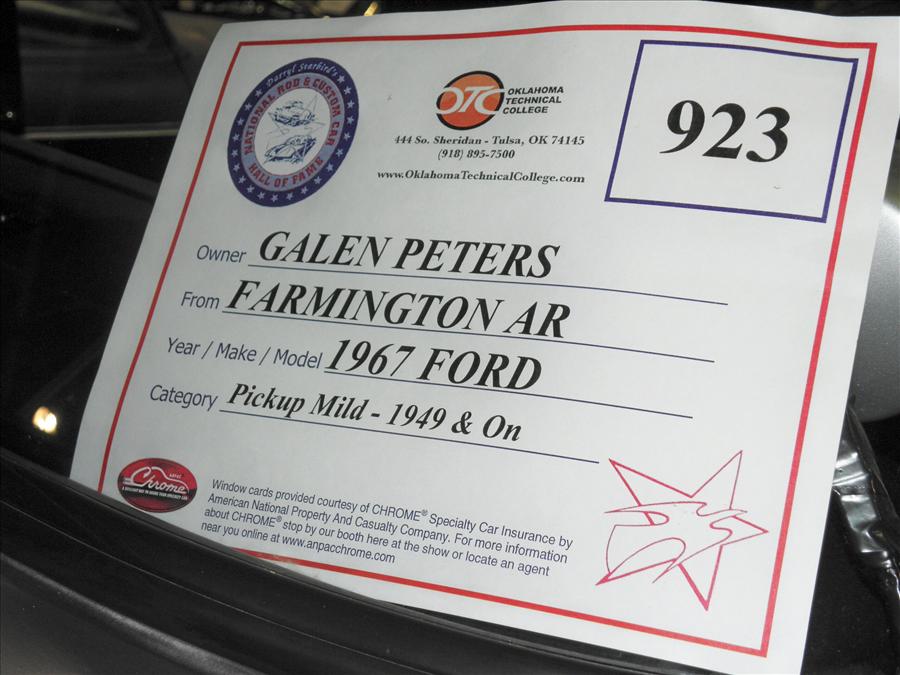 Darryl Starbird's
NATIONAL ROD & CUSTOM CAR
HALL OF FAME
OTC
OKLAHOMA
TECHNICAL
COLLEGE
444 So. Sheridan - Tulsa, OK 74145
(918) 895-7500
www.OklahomaTechnicalCollege.com
923
Owner GALEN PETERS
From FARMINGTON AR
Year / Make / Model 1967 FORD
Category Pickup Mild - 1949 & On
Chrome
Window cards provided courtesy of CHROME® Specialty Car Insurance by
American National Property And Casualty Company. For more information
about CHROME® stop by our booth here at the show or locate an agent
near you online at www.anpacchrome.com